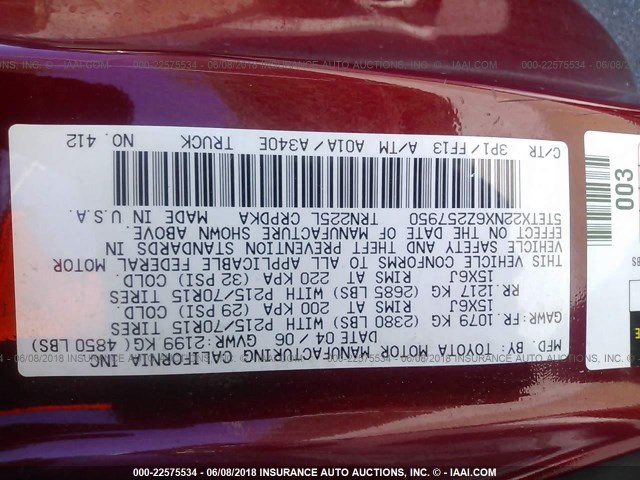 MFD. BY: TOYOTA MOTOR MANUFACTURING CALIFORNIA INC
DATE 04 / 06 GVWR: 2199 KG( 4850 LBS)
GAWR: FR. 1079 KG (2380 LBS) WITH P215/70R15 TIRES
15X6J RIMS AT 200 KPA (29 PSI) COLD.
RR. 1217 KG (2685 LBS) WITH P215/70R15 TIRES
15X6J RIMS AT 220 KPA (32 PSI) COLD.
THIS VEHICLE CONFORMS TO ALL APPLICABLE FEDERAL MOTOR
VEHICLE SAFETY AND THEFT PREVENTION STANDARDS IN
EFFECT ON THE DATE OF MANUFACTURE SHOWN ABOVE.
5TETX22NX6Z257950 TRN225L CRPDKA MADE IN U.S.A.
C/TR 3P1/FF13 A/TM A01A/A340E TRUCK NO. 412
003
000-22575534 - 06/08/2018 INSURANCE AUTO AUCTIONS, INC. - © WWW.IAAI.COM